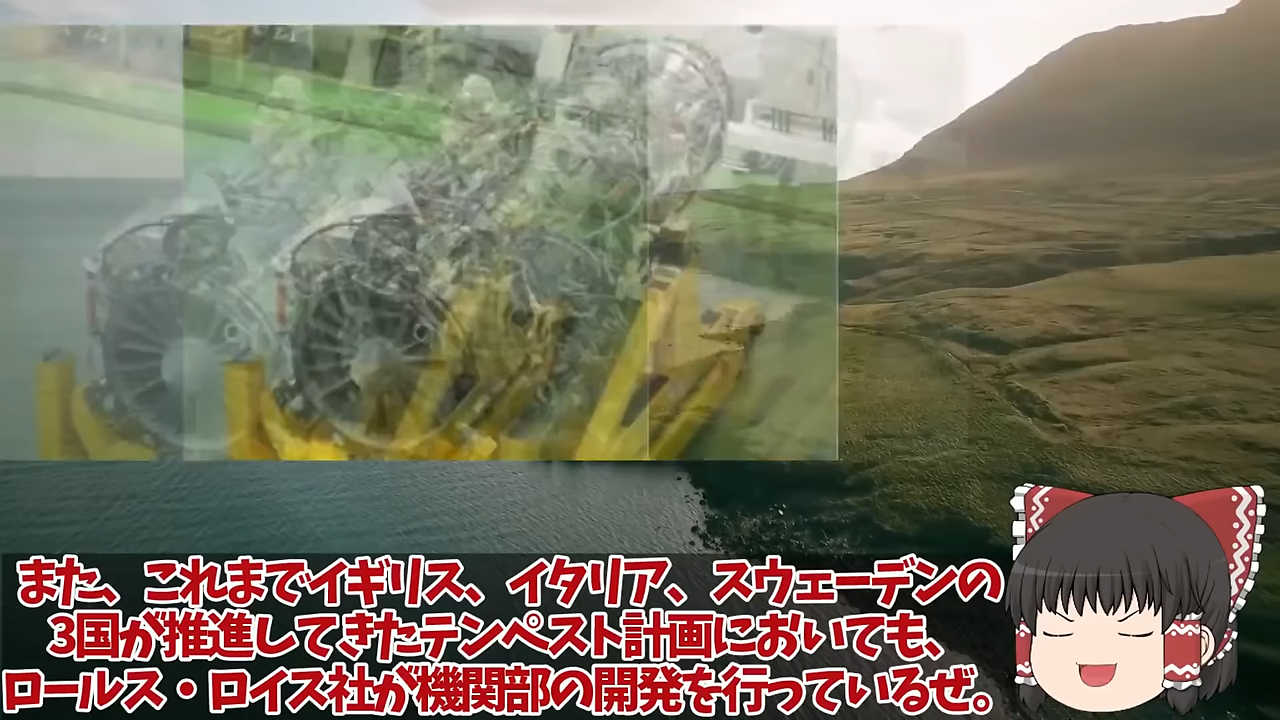 また、これまでイギリス、イタリア、スウェーデンの
3国が推進してきたテンペスト計画においても、
ロールス・ロイス社が機関部の開発を行っているぜ。